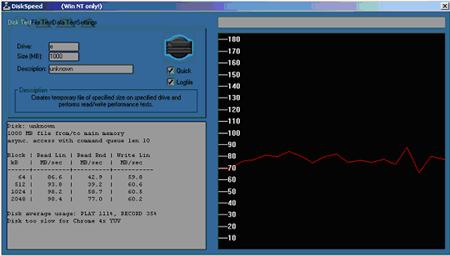 DiskSpeed (Win NT only!)
Disk Test File Test Data Test Settings
Drive: e
Size (MB): 1000
Description: unknown
Quick
Logfile
Description
Creates temporary file of specified size on specified drive and
performs read/write performance tests.
Disk: unknown
1000 MB file from/to main memory
async. access with command queue len 10
Block | Read Lin | Read Rnd | Write Lin
kB | MB/sec | MB/sec | MB/sec
64 | 86.6 | 42.9 | 59.8
512 | 93.8 | 39.2 | 60.6
1024 | 98.2 | 58.7 | 60.5
2048 | 98.4 | 77.0 | 60.2
Disk average usage: PLAY 111%, RECORD 35%
Disk too slow for Chrome 4x YUV
180
170
160
150
140
130
120
110
100
90
80
70
60
50
40
30
20
10